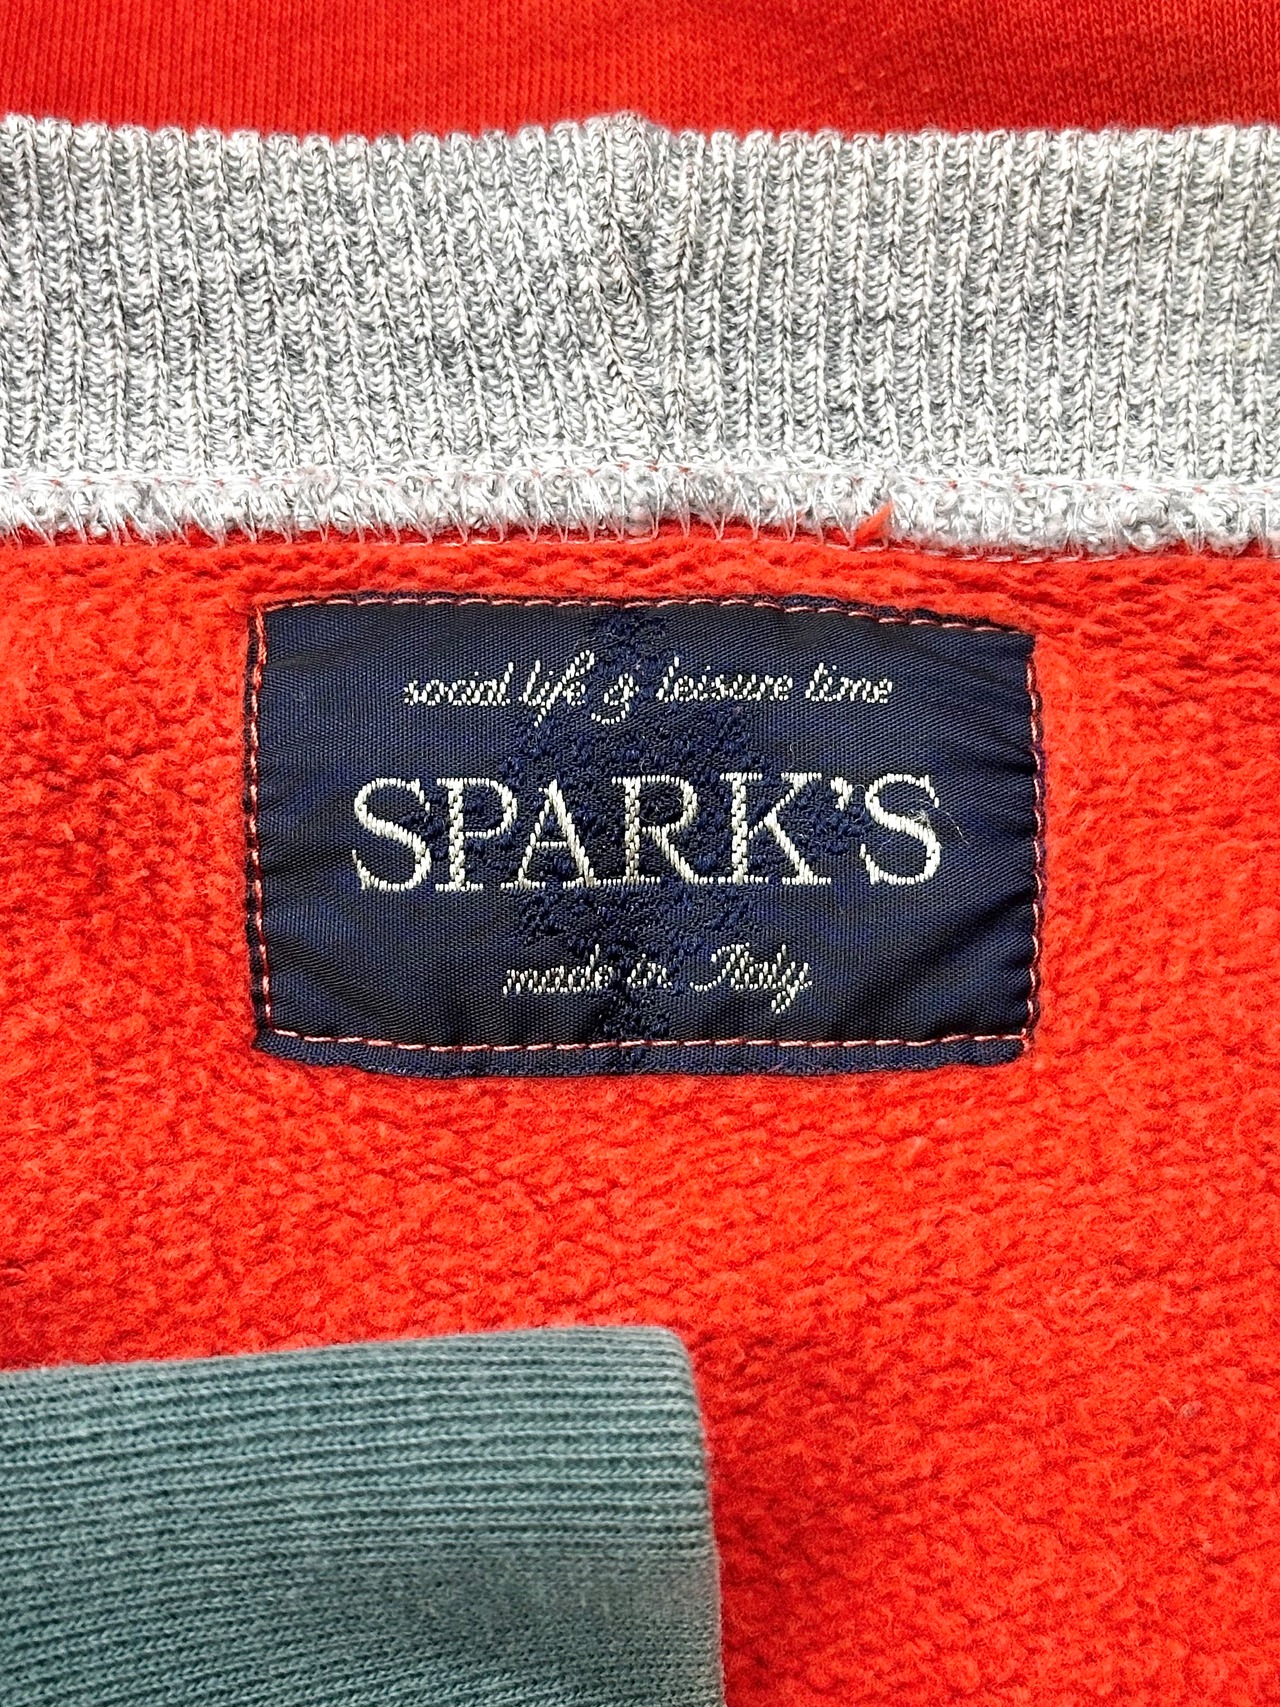 social life & leisure time
SPARK'S
made in Italy